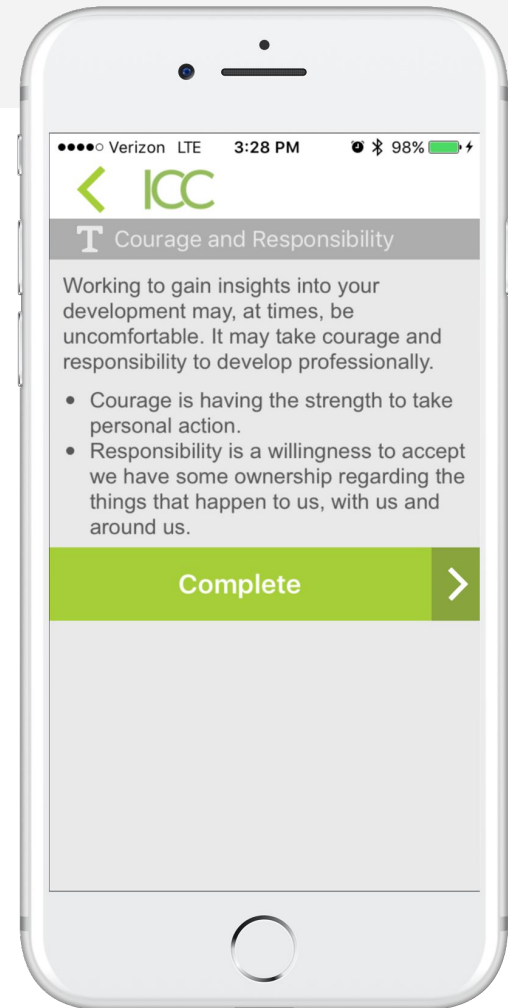 ●●●●○ Verizon LTE 3:28 PM 98%
ICC
T Courage and Responsibility
Working to gain insights into your
development may, at times, be
uncomfortable. It may take courage and
responsibility to develop professionally.
• Courage is having the strength to take
personal action.
• Responsibility is a willingness to accept
we have some ownership regarding the
things that happen to us, with us and
around us.
Complete